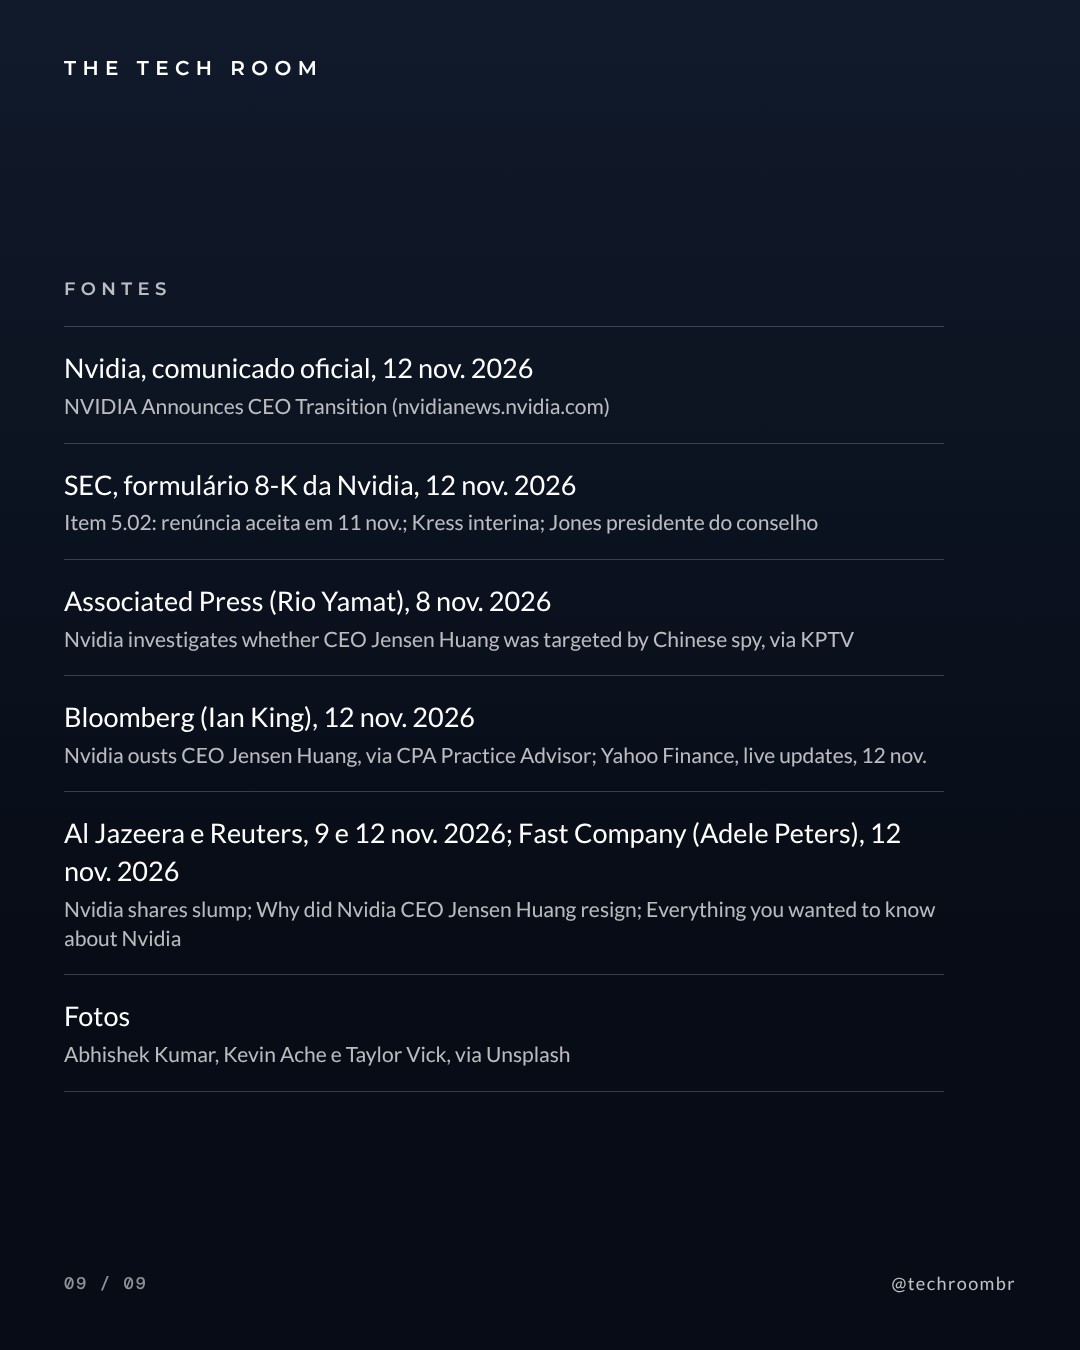 THE TECH ROOM
FONTES
Nvidia, comunicado oficial, 12 nov. 2026
NVIDIA Announces CEO Transition (nvidianews.nvidia.com)
SEC, formulário 8-K da Nvidia, 12 nov. 2026
Item 5.02: renúncia aceita em 11 nov.; Kress interina; Jones presidente do conselho
Associated Press (Rio Yamat), 8 nov. 2026
Nvidia investigates whether CEO Jensen Huang was targeted by Chinese spy, via KPTV
Bloomberg (Ian King), 12 nov. 2026
Nvidia ousts CEO Jensen Huang, via CPA Practice Advisor; Yahoo Finance, live updates, 12 nov.
Al Jazeera e Reuters, 9 e 12 nov. 2026; Fast Company (Adele Peters), 12
nov. 2026
Nvidia shares slump; Why did Nvidia CEO Jensen Huang resign; Everything you wanted to know
about Nvidia
Fotos
Abhishek Kumar, Kevin Ache e Taylor Vick, via Unsplash
09 / 09
@techroombr